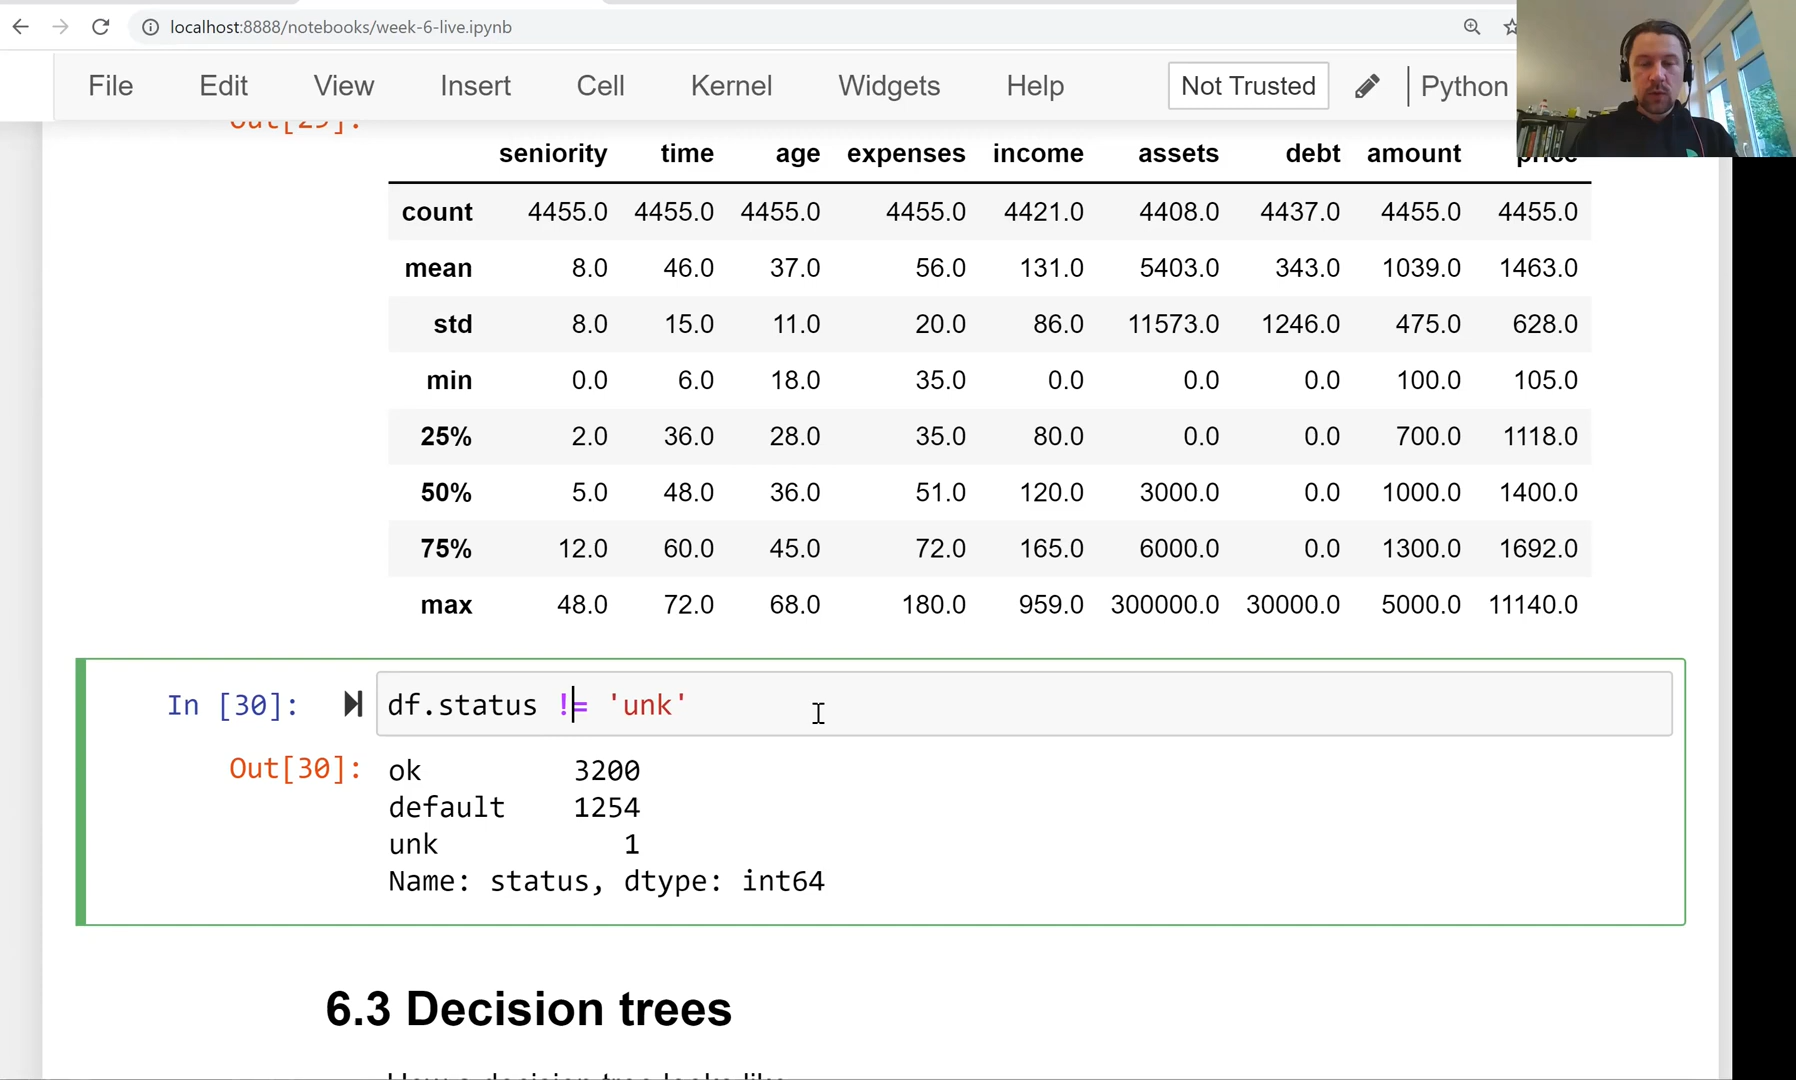 localhost:8888/notebooks/week-6-live.ipynb
File Edit View Insert Cell Kernel Widgets Help Not Trusted Python
Out[29]:
seniority time age expenses income assets debt amount price
count 4455.0 4455.0 4455.0 4455.0 4421.0 4408.0 4437.0 4455.0 4455.0
mean 8.0 46.0 37.0 56.0 131.0 5403.0 343.0 1039.0 1463.0
std 8.0 15.0 11.0 20.0 86.0 11573.0 1246.0 475.0 628.0
min 0.0 6.0 18.0 35.0 0.0 0.0 0.0 100.0 105.0
25% 2.0 36.0 28.0 35.0 80.0 0.0 0.0 700.0 1118.0
50% 5.0 48.0 36.0 51.0 120.0 3000.0 0.0 1000.0 1400.0
75% 12.0 60.0 45.0 72.0 165.0 6000.0 0.0 1300.0 1692.0
max 48.0 72.0 68.0 180.0 959.0 300000.0 30000.0 5000.0 11140.0
In [30]: df.status != 'unk'
Out[30]: ok 3200
default 1254
unk 1
Name: status, dtype: int64
6.3 Decision trees
How a decision tree looks like